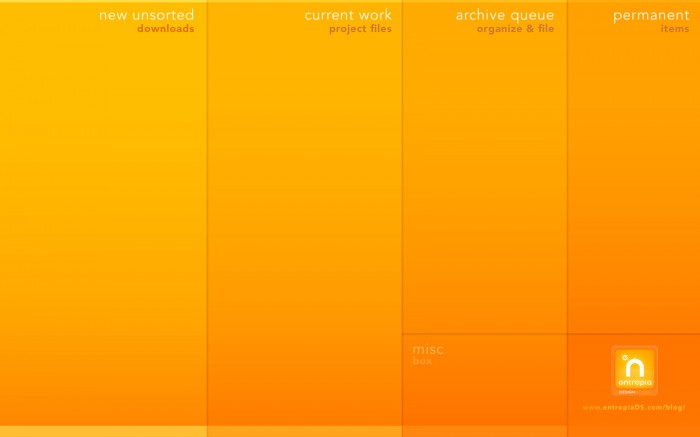 new unsorted
downloads
current work
project files
archive queue
organize & file
permanent
items
misc
box
n
entropia
www.entropiaDS.com/blog/